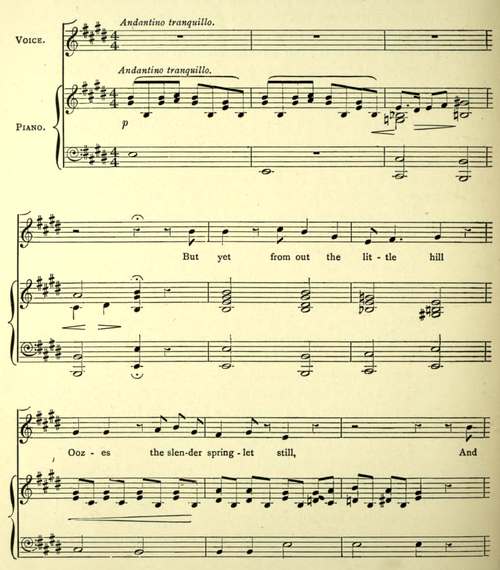 Andantino tranquillo.
VOICE.
Andantino tranquillo.
PIANO.
p
But yet from out the lit - tle hill
Ooz - es the slen-der spring-let still, And